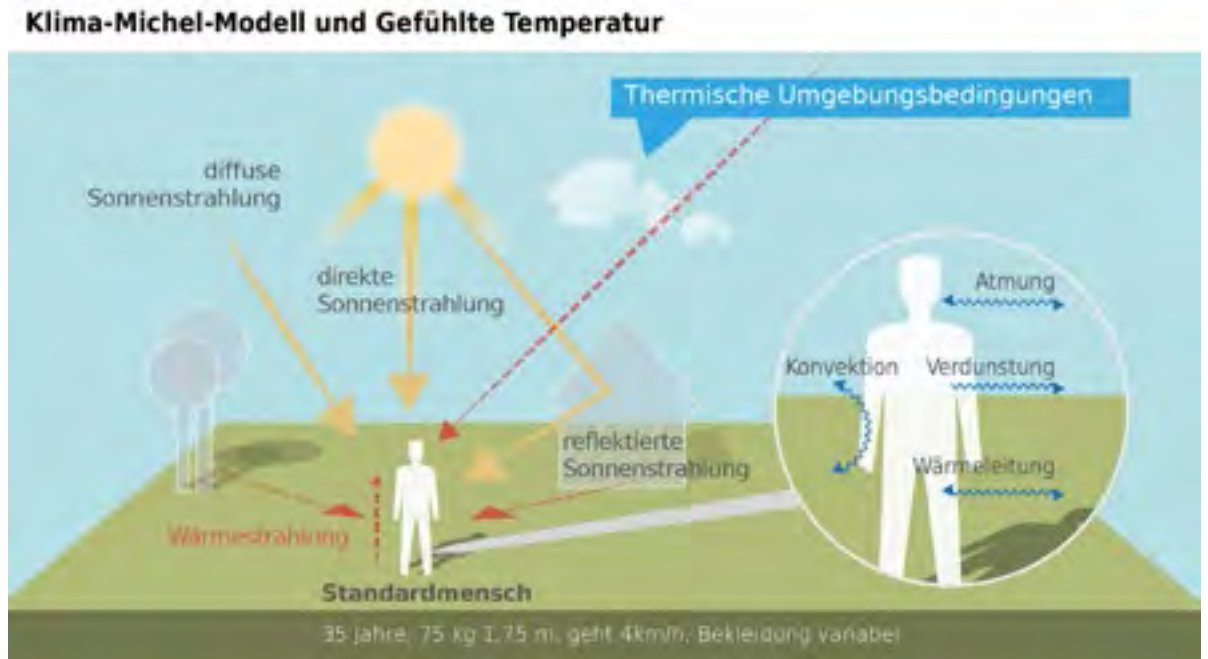 Klima-Michel-Modell und Gefühlte Temperatur
Thermische Umgebungsbedingungen
diffuse
Sonnenstrahlung
direkte
Sonnenstrahlung
Atmung
Konvektion
Verdunstung
reflektierte
Sonnenstrahlung
Wärmeleitung
Wärmestrahlung
Standardmensch
35 Jahre, 75 kg 1,75 m, geht 4km/h, Bekleidung variabel